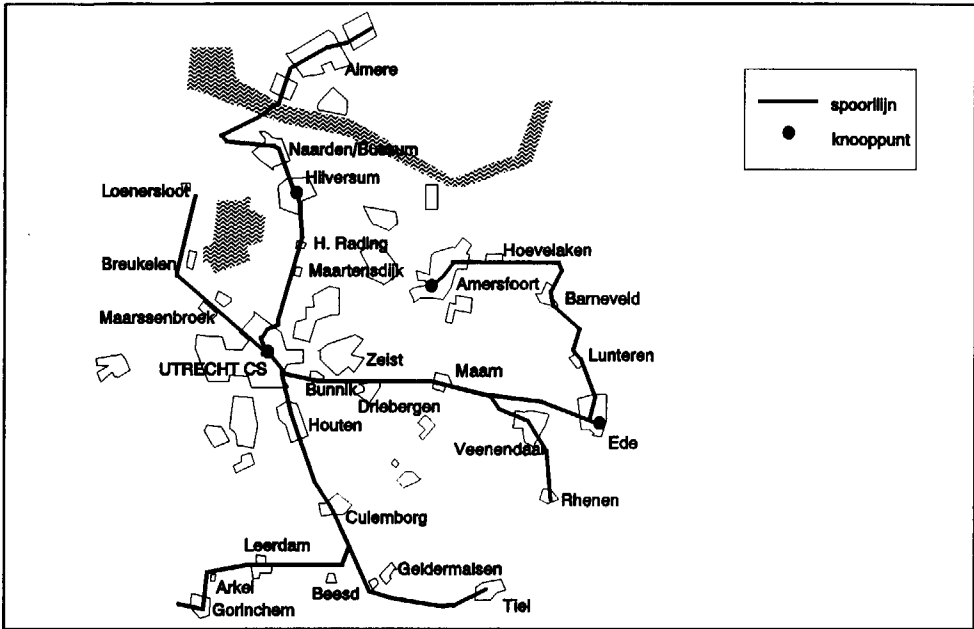 Almere
spoorllijn
knooppunt
Naarden/Bussum
Hilversum
Loenersloot
H. Rading
Hoevelaken
Breukelen
Maartensdijk
Amersfoort
Barneveld
Maarssenbroek
Zeist
Lunteren
UTRECHT CS
Maarn
Bunnik
Driebergen
Houten
Veenendaal
Ede
Rhenen
Culemborg
Leerdam
Geldermalsen
Arkel
Beesd
Gorinchem
Tiel